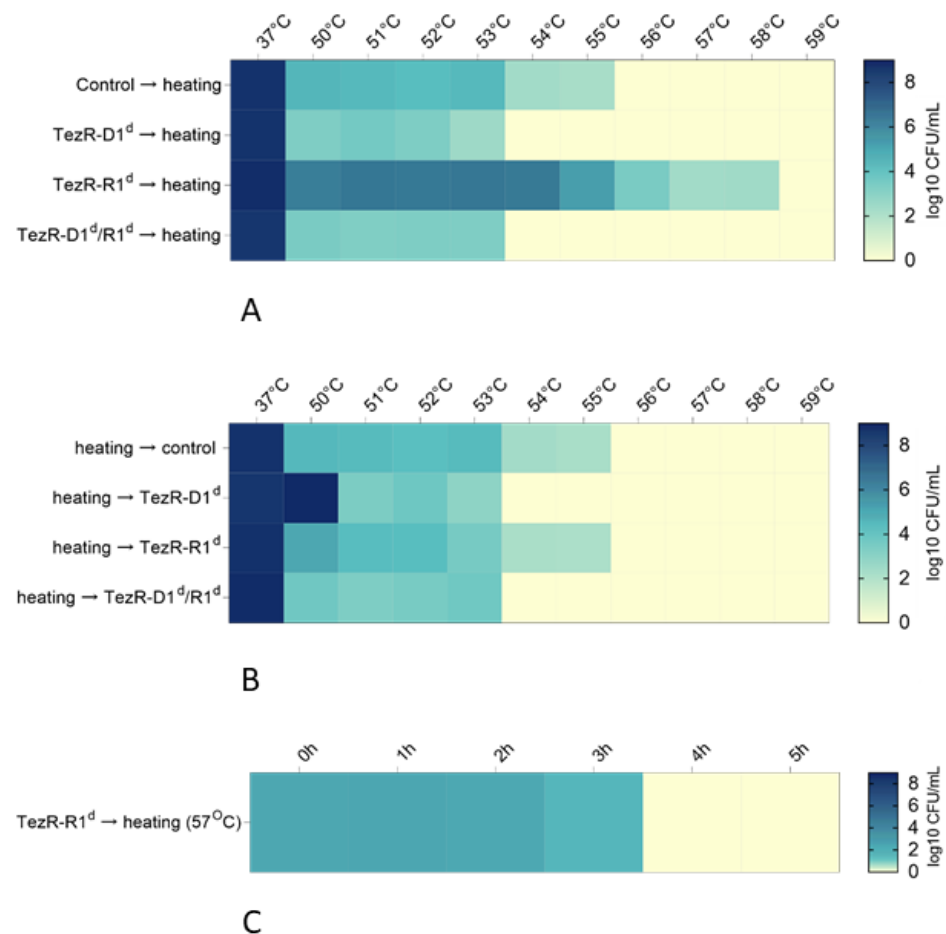 37°C 50°C 51°C 52°C 53°C 54°C 55°C 56°C 57°C 58°C 59°C
Control → heating
TezR-D1ᵈ → heating
TezR-R1ᵈ → heating
TezR-D1ᵈ/R1ᵈ → heating
8
6
4
2
0
log10 CFU/mL
A
37°C 50°C 51°C 52°C 53°C 54°C 55°C 56°C 57°C 58°C 59°C
heating → control
heating → TezR-D1ᵈ
heating → TezR-R1ᵈ
heating → TezR-D1ᵈ/R1ᵈ
8
6
4
2
0
log10 CFU/mL
B
0h 1h 2h 3h 4h 5h
TezR-R1ᵈ → heating (57°C)
8
6
4
2
0
log10 CFU/mL
C